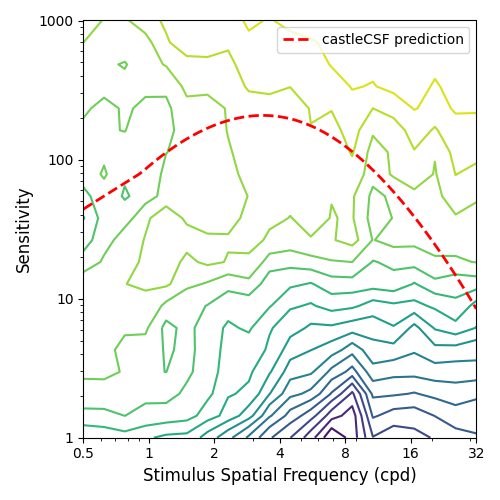 1000
castleCSF prediction
100
Sensitivity
10
1
0.5 1 2 4 8 16 32
Stimulus Spatial Frequency (cpd)